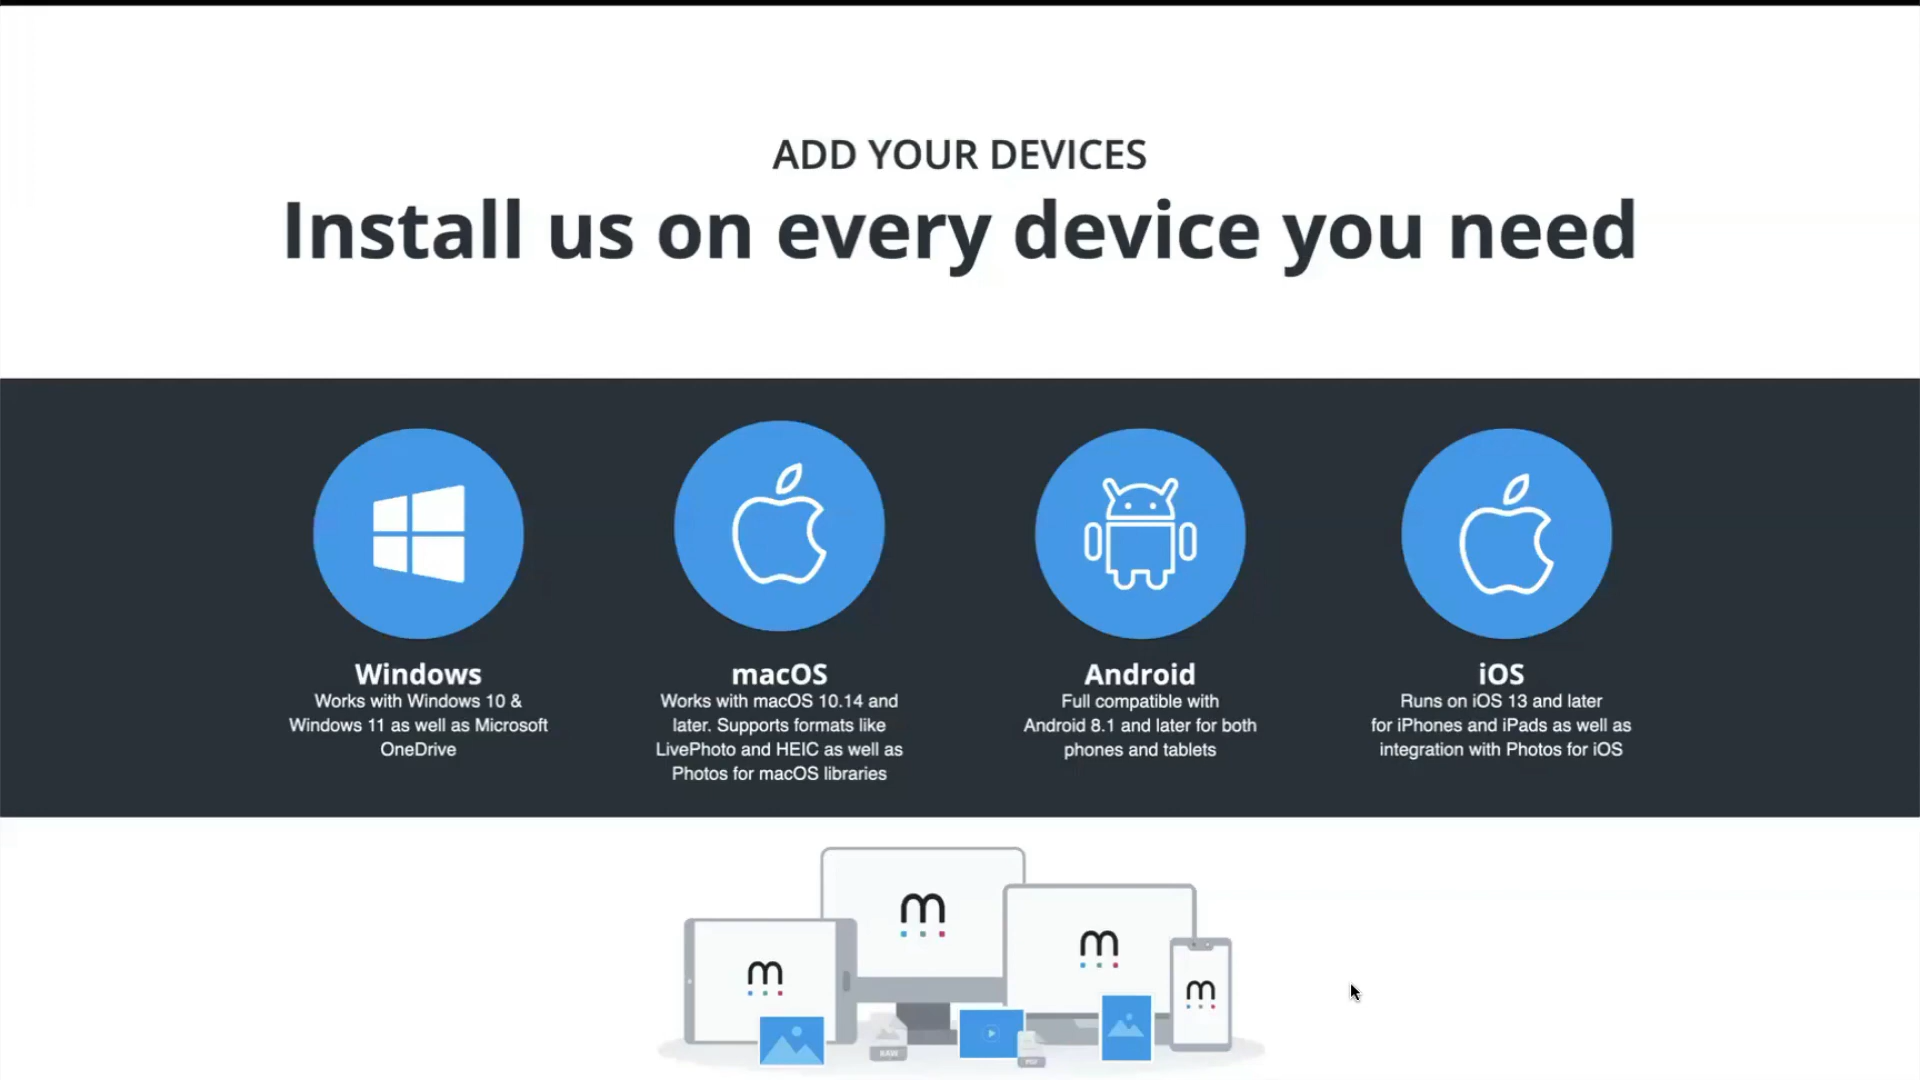 ADD YOUR DEVICES
Install us on every device you need
Windows
Works with Windows 10 &
Windows 11 as well as Microsoft
OneDrive
macOS
Works with macOS 10.14 and
later. Supports formats like
LivePhoto and HEIC as well as
Photos for macOS libraries
Android
Full compatible with
Android 8.1 and later for both
phones and tablets
iOS
Runs on iOS 13 and later
for iPhones and iPads as well as
integration with Photos for iOS
m
m
m
m
RAW
PDF